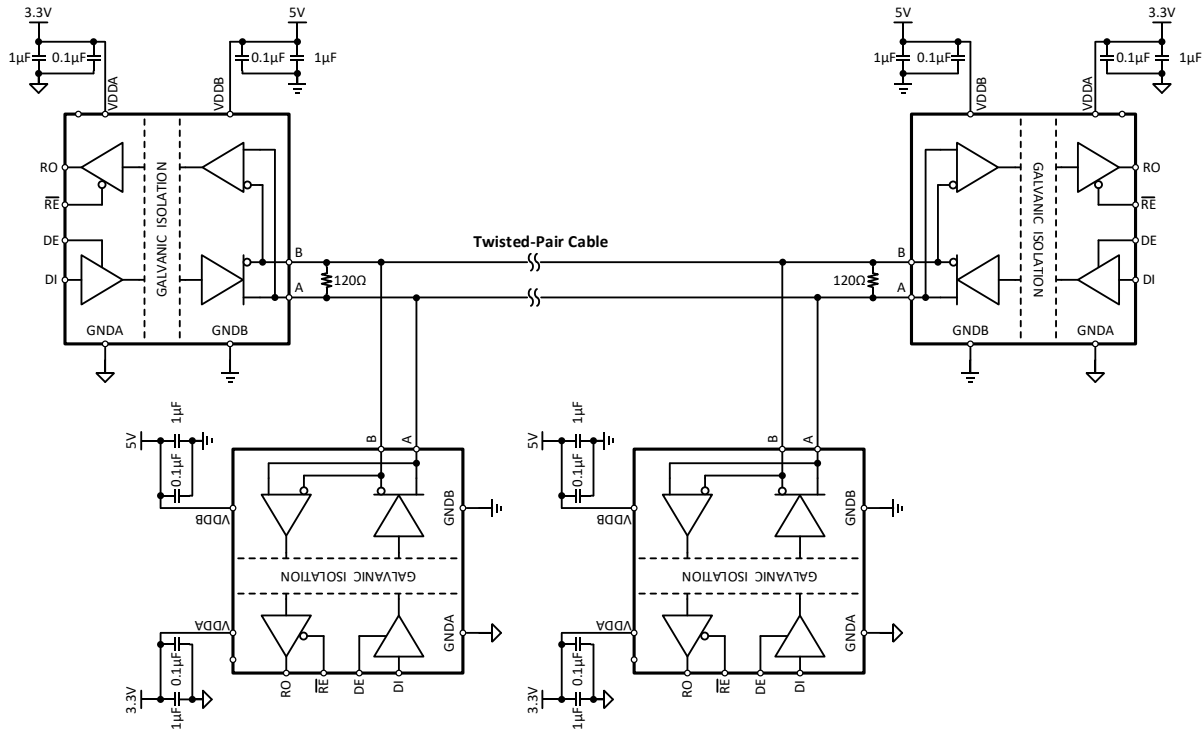 3.3V
5V
5V
3.3V
1µF
0.1µF
0.1µF
1µF
1µF
0.1µF
0.1µF
1µF
VDDA
VDDB
VDDB
VDDA
RO
RE
DE
DI
GALVANIC ISOLATION
B
A
GNDA
GNDB
120Ω
Twisted-Pair Cable
120Ω
B
A
GALVANIC ISOLATION
RO
RE
DE
DI
GNDB
GNDA
5V
1µF
0.1µF
VDDB
B
A
GNDB
GALVANIC ISOLATION
VDDA
GNDA
3.3V
0.1µF
1µF
RO
RE
DE
DI
5V
1µF
0.1µF
VDDB
B
A
GNDB
GALVANIC ISOLATION
VDDA
GNDA
3.3V
0.1µF
1µF
RO
RE
DE
DI